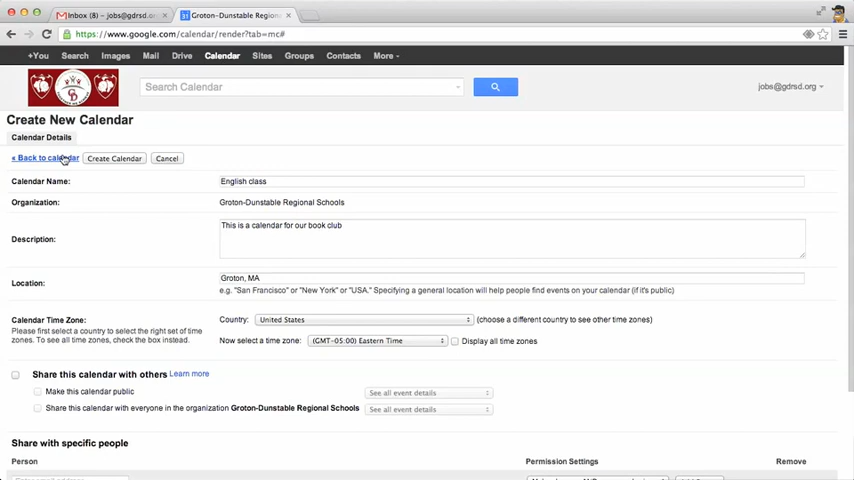 Inbox (8) – jobs@gdrsd.org
Groton–Dunstable Regiona
https://www.google.com/calendar/render?tab=mc#
+You Search Images Mail Drive Calendar Sites Groups Contacts More
Search Calendar
jobs@gdrsd.org
Create New Calendar
Calendar Details
« Back to calendar Create Calendar Cancel
Calendar Name: English class
Organization: Groton-Dunstable Regional Schools
Description: This is a calendar for our book club
Location: Groton, MA
e.g. "San Francisco" or "New York" or "USA." Specifying a general location will help people find events on your calendar (if it's public)
Calendar Time Zone: Country: United States (choose a different country to see other time zones)
Please first select a country to select the right set of time
zones. To see all time zones, check the box instead.
Now select a time zone: (GMT-05:00) Eastern Time Display all time zones
Share this calendar with others Learn more
Make this calendar public See all event details
Share this calendar with everyone in the organization Groton-Dunstable Regional Schools See all event details
Share with specific people
Person Permission Settings Remove